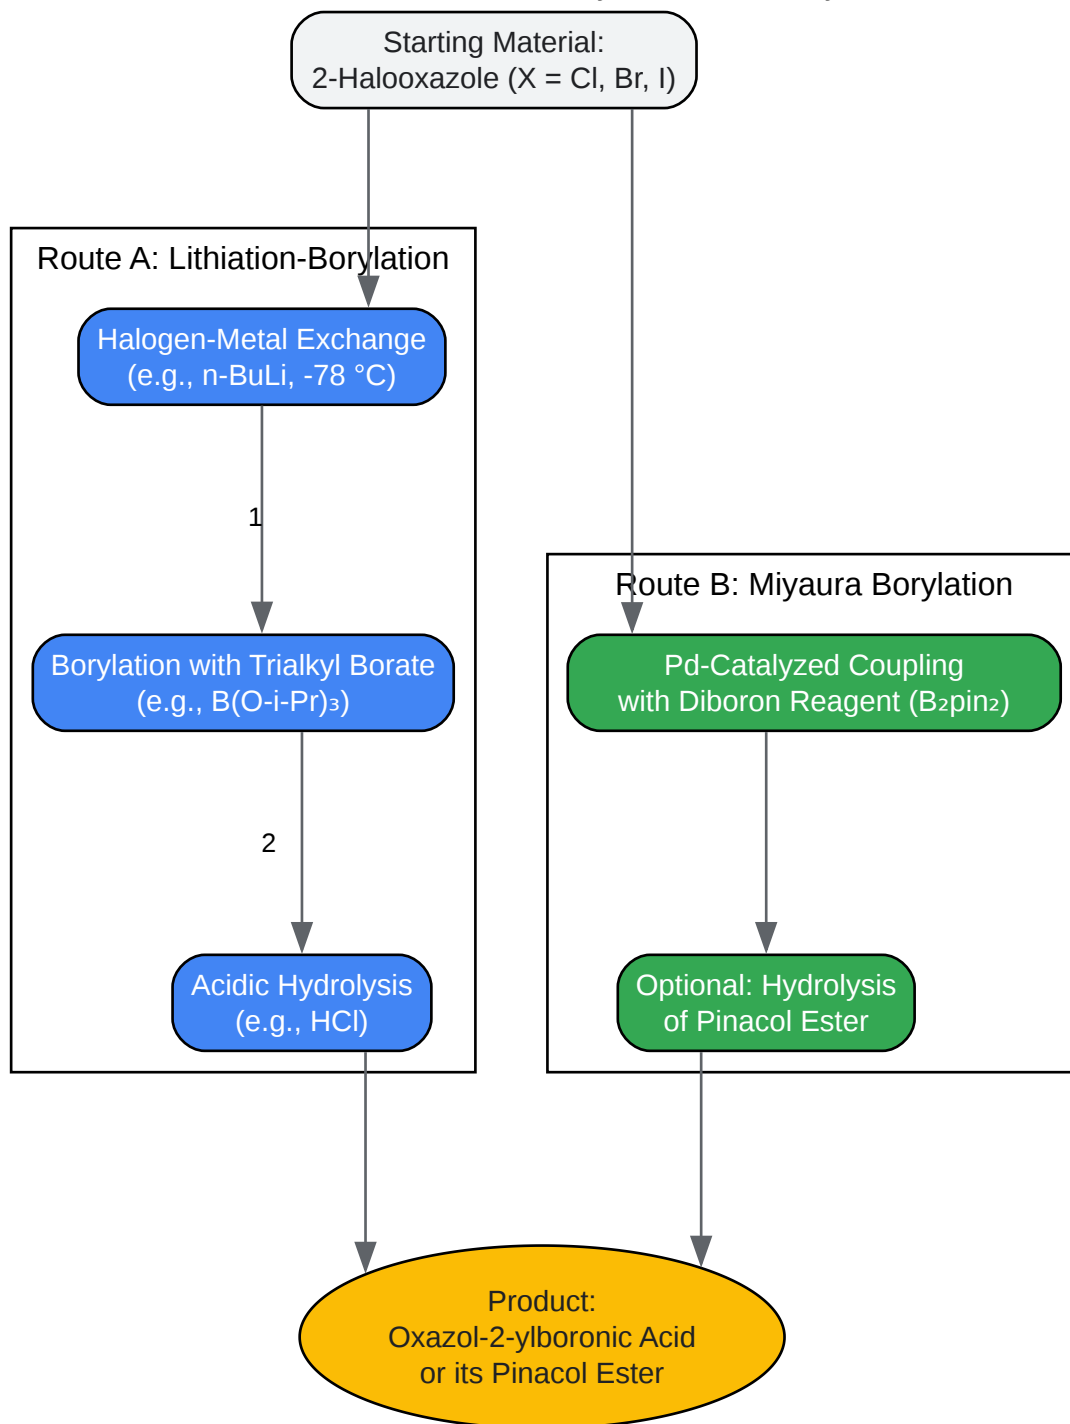 Starting Material:
2-Halooxazole (X = Cl, Br, I)
Route A: Lithiation-Borylation
Halogen-Metal Exchange
(e.g., n-BuLi, -78 °C)
1
Borylation with Trialkyl Borate
(e.g., B(O-i-Pr)₃)
2
Acidic Hydrolysis
(e.g., HCl)
Route B: Miyaura Borylation
Pd-Catalyzed Coupling
with Diboron Reagent (B₂pin₂)
Optional: Hydrolysis
of Pinacol Ester
Product:
Oxazol-2-ylboronic Acid
or its Pinacol Ester